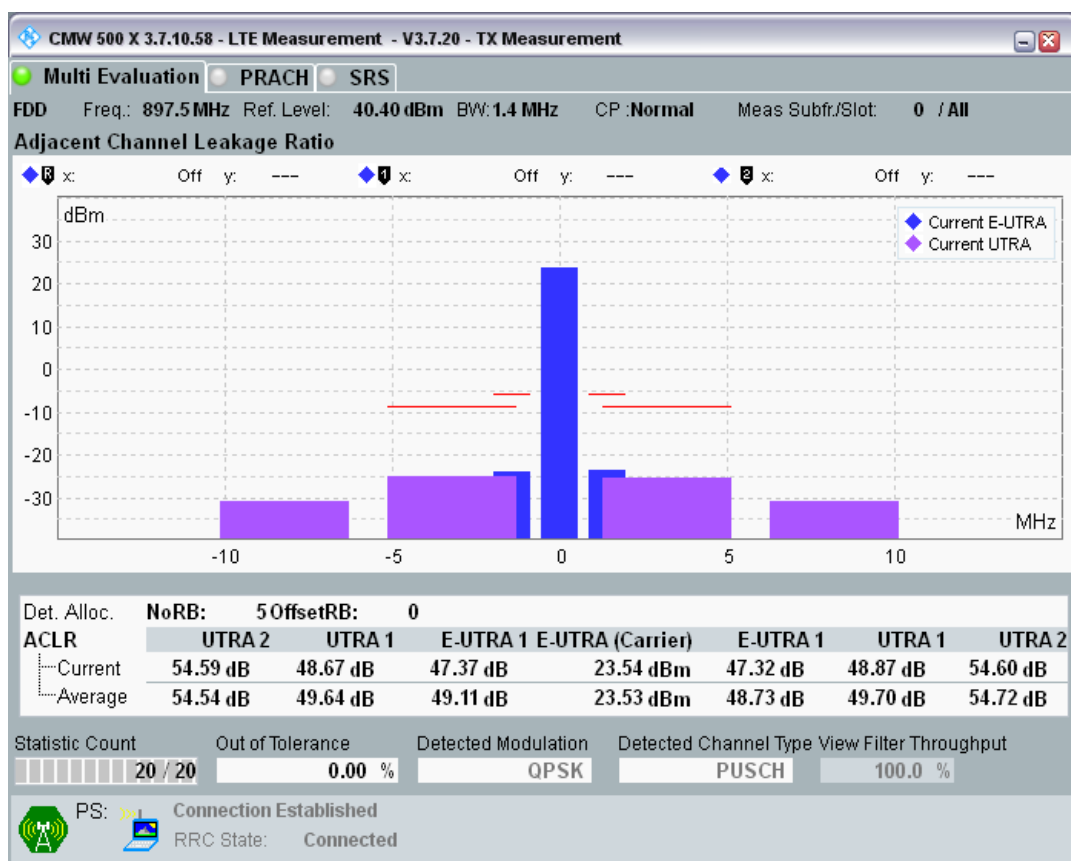 CMW 500 X 3.7.10.58 - LTE Measurement - V3.7.20 - TX Measurement
Multi Evaluation PRACH SRS
FDD Freq.: 897.5 MHz Ref. Level: 40.40 dBm BW: 1.4 MHz CP :Normal Meas Subfr./Slot: 0 / All
Adjacent Channel Leakage Ratio
R x: Off y: --- 1 x: Off y: --- 2 x: Off y: ---
dBm
Current E-UTRA
Current UTRA
30
20
10
0
-10
-20
-30
MHz
-10 -5 0 5 10
Det. Alloc. NoRB: 5 OffsetRB: 0
ACLR UTRA 2 UTRA 1 E-UTRA 1 E-UTRA (Carrier) E-UTRA 1 UTRA 1 UTRA 2
Current 54.59 dB 48.67 dB 47.37 dB 23.54 dBm 47.32 dB 48.87 dB 54.60 dB
Average 54.54 dB 49.64 dB 49.11 dB 23.53 dBm 48.73 dB 49.70 dB 54.72 dB
Statistic Count Out of Tolerance Detected Modulation Detected Channel Type View Filter Throughput
20 / 20 0.00 % QPSK PUSCH 100.0 %
PS: Connection Established
RRC State: Connected